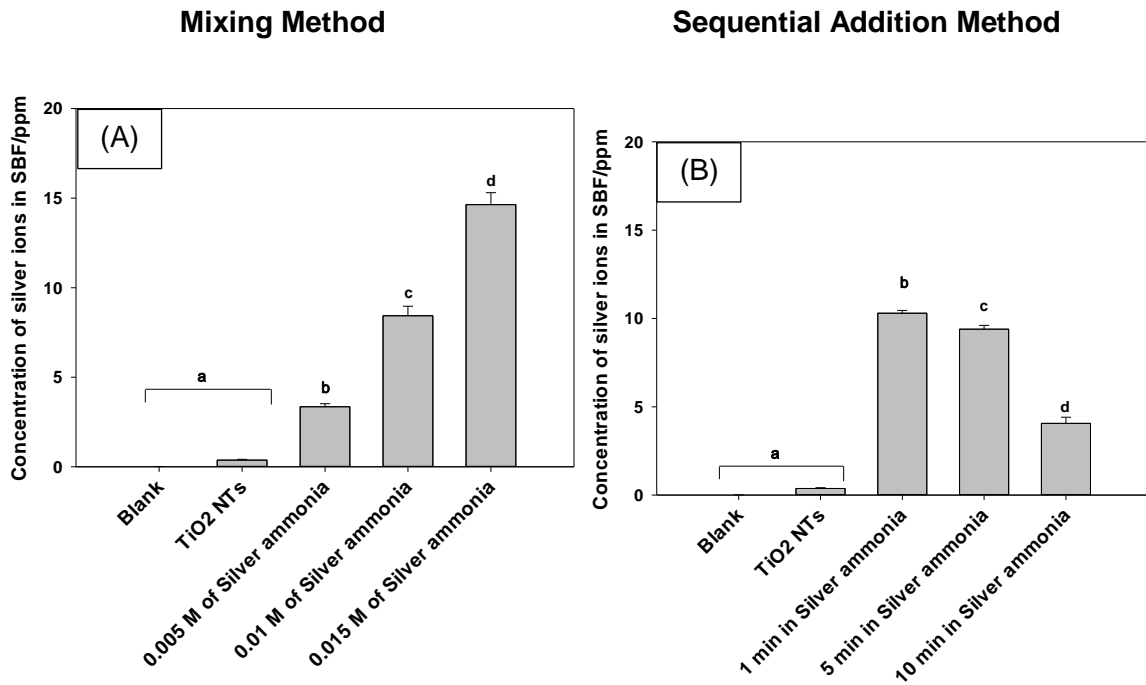 Mixing Method
Sequential Addition Method
(A)
Concentration of silver ions in SBF/ppm
20
15
10
5
0
a
b
c
d
Blank
TiO2 NTs
0.005 M of Silver ammonia
0.01 M of Silver ammonia
0.015 M of Silver ammonia
(B)
Concentration of silver ions in SBF/ppm
20
15
10
5
0
a
b
c
d
Blank
TiO2 NTs
1 min in Silver ammonia
5 min in Silver ammonia
10 min in Silver ammonia